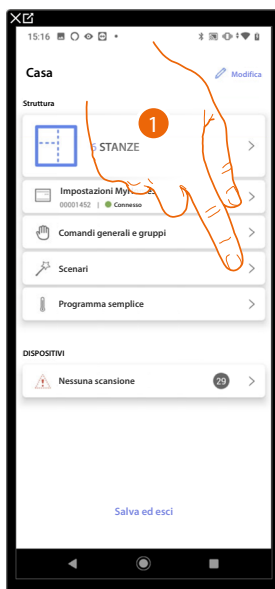 15:16
Casa
Modifica
Struttura
6 STANZE
1
Impostazioni
00001452 | Connesso
Comandi generali e gruppi
Scenari
Programma semplice
DISPOSITIVI
Nessuna scansione
29
Salva ed esci